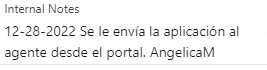 Internal Notes
12-28-2022 Se le envía la aplicación al
agente desde el portal. AngelicaM